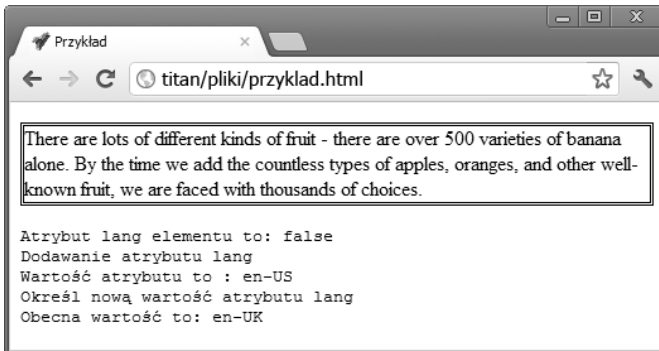 Przykład
titan/pliki/przyklad.html
There are lots of different kinds of fruit - there are over 500 varieties of banana
alone. By the time we add the countless types of apples, oranges, and other well-
known fruit, we are faced with thousands of choices.
Atrybut lang elementu to: false
Dodawanie atrybutu lang
Wartość atrybutu to : en-US
Określ nową wartość atrybutu lang
Obecna wartość to: en-UK